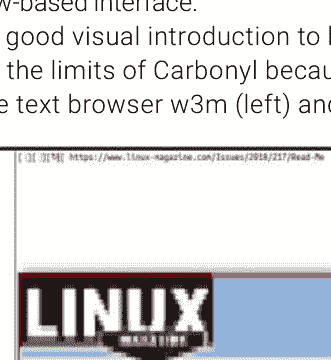 w-based interface.
good visual introduction to
the limits of Carbonyl becau
e text browser w3m (left) and
https://www.linux-magazine.com/Issues/2018/217/Read-Me
LINUX
MAGAZINE